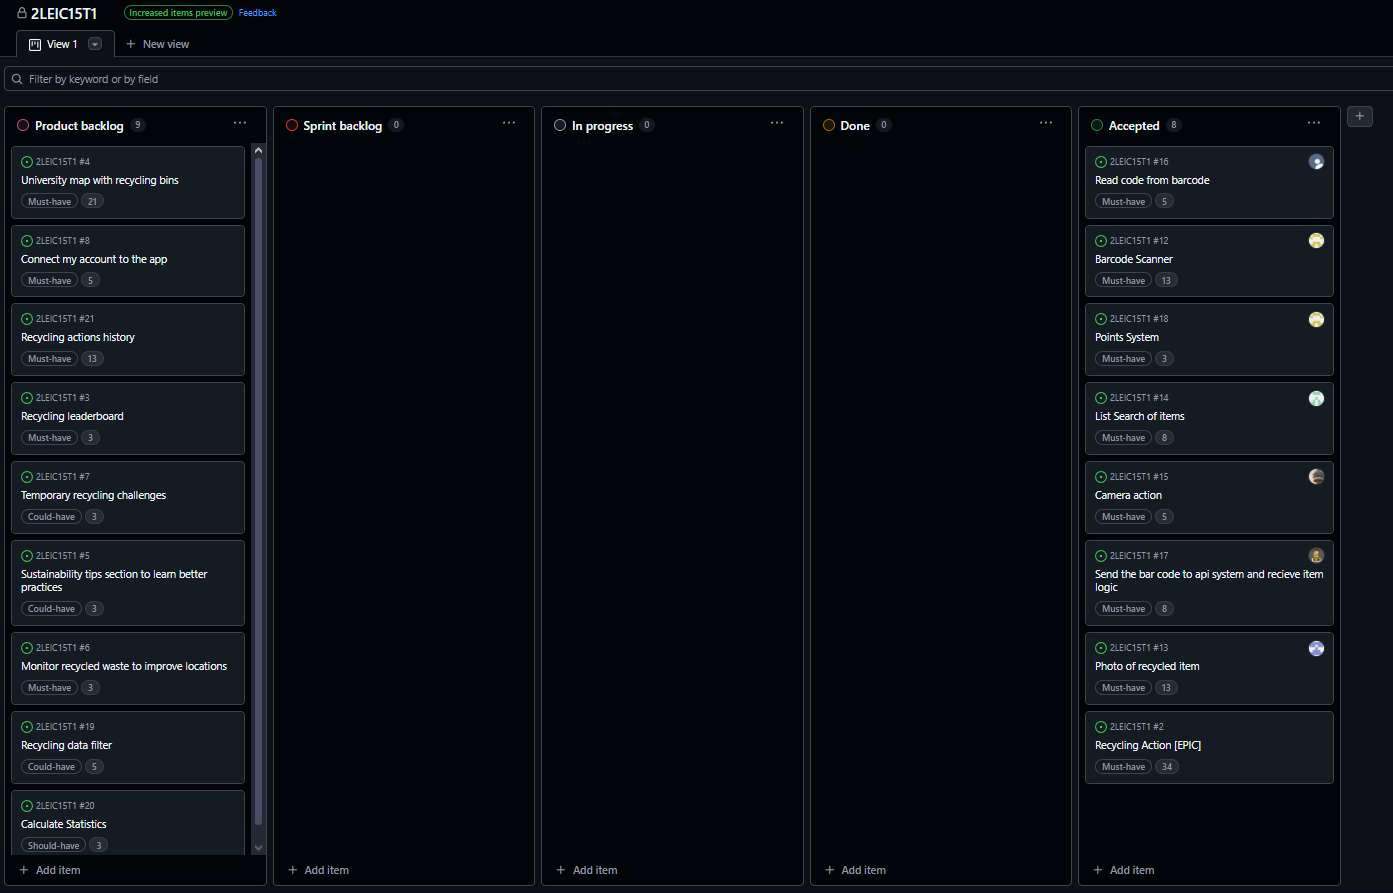 2LEIC15T1
Increased items preview
Feedback
View 1
New view
Filter by keyword or by field
Product backlog 9
2LEIC15T1 #4
University map with recycling bins
Must-have 21
2LEIC15T1 #8
Connect my account to the app
Must-have 5
2LEIC15T1 #21
Recycling actions history
Must-have 13
2LEIC15T1 #3
Recycling leaderboard
Must-have 3
2LEIC15T1 #7
Temporary recycling challenges
Could-have 3
2LEIC15T1 #5
Sustainability tips section to learn better
practices
Could-have 3
2LEIC15T1 #6
Monitor recycled waste to improve locations
Must-have 3
2LEIC15T1 #19
Recycling data filter
Could-have 5
2LEIC15T1 #20
Calculate Statistics
Should-have 3
+ Add item
Sprint backlog 0
+ Add item
In progress 0
+ Add item
Done 0
+ Add item
Accepted 8
2LEIC15T1 #16
Read code from barcode
Must-have 5
2LEIC15T1 #12
Barcode Scanner
Must-have 13
2LEIC15T1 #18
Points System
Must-have 3
2LEIC15T1 #14
List Search of items
Must-have 8
2LEIC15T1 #15
Camera action
Must-have 5
2LEIC15T1 #17
Send the bar code to api system and recieve item
logic
Must-have 8
2LEIC15T1 #13
Photo of recycled item
Must-have 13
2LEIC15T1 #2
Recycling Action [EPIC]
Must-have 34
+ Add item